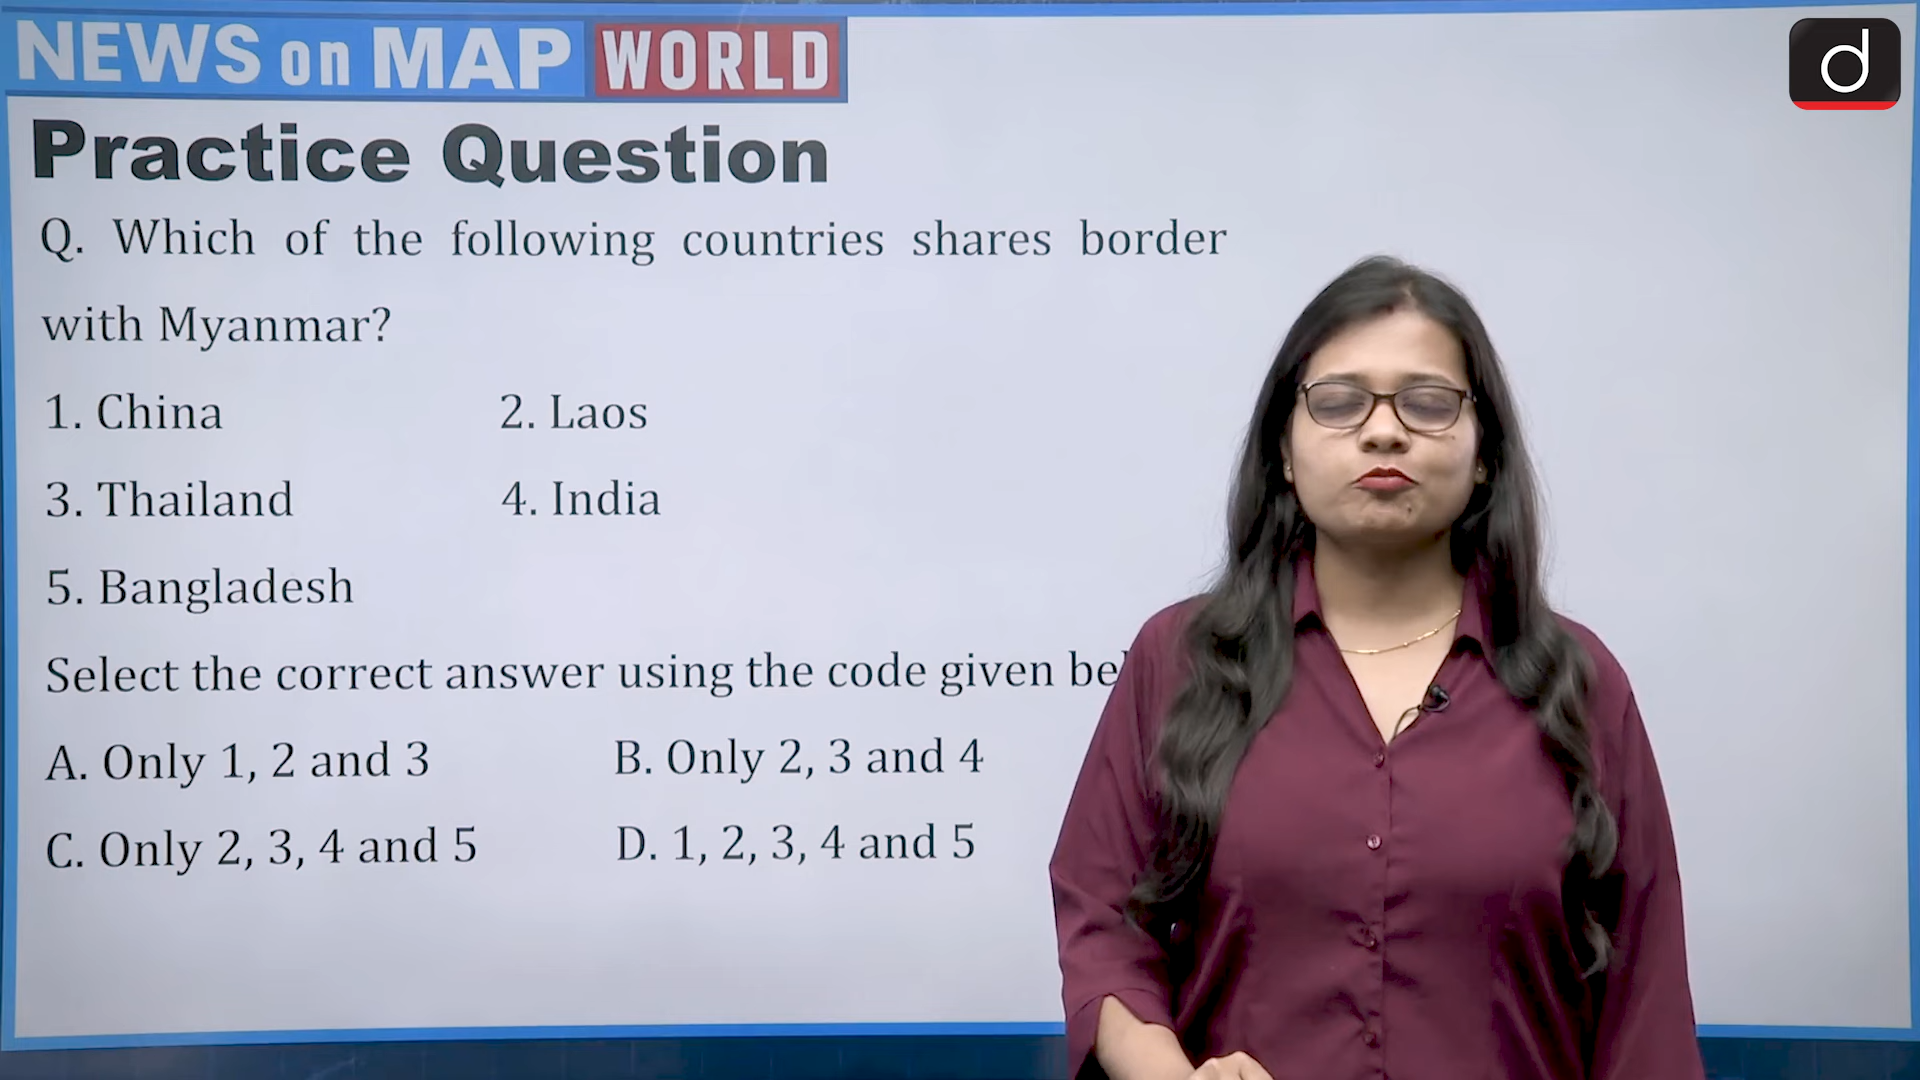 NEWS on MAP WORLD
Practice Question
Q. Which of the following countries shares border
with Myanmar?
1. China 2. Laos
3. Thailand 4. India
5. Bangladesh
Select the correct answer using the code given
A. Only 1, 2 and 3 B. Only 2, 3 and 4
C. Only 2, 3, 4 and 5 D. 1, 2, 3, 4 and 5
d